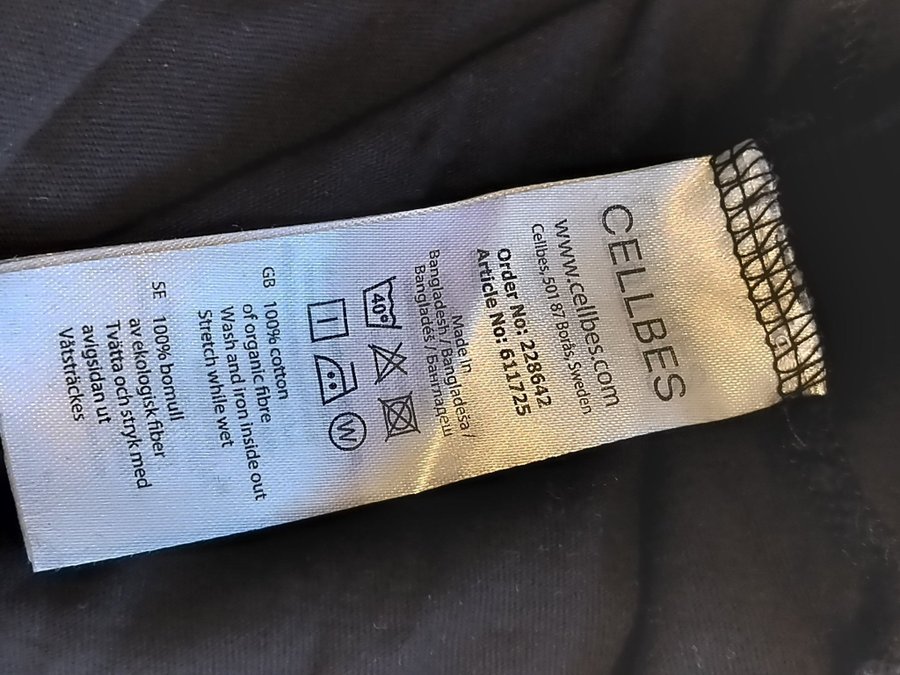 CELLBES
www.cellbes.com
Cellbes, 501 87 Borås, Sweden
Order No: 228642
Article No: 611725
Made in
Bangladesh / Bangladeša /
Bangladés / Бангладеш
40°
W
GB 100% cotton
of organic fibre
Wash and Iron inside out
Stretch while wet
SE 100% bomull
av ekologisk fiber
Tvätta och stryk med
avigsidan ut
Våtsträckes